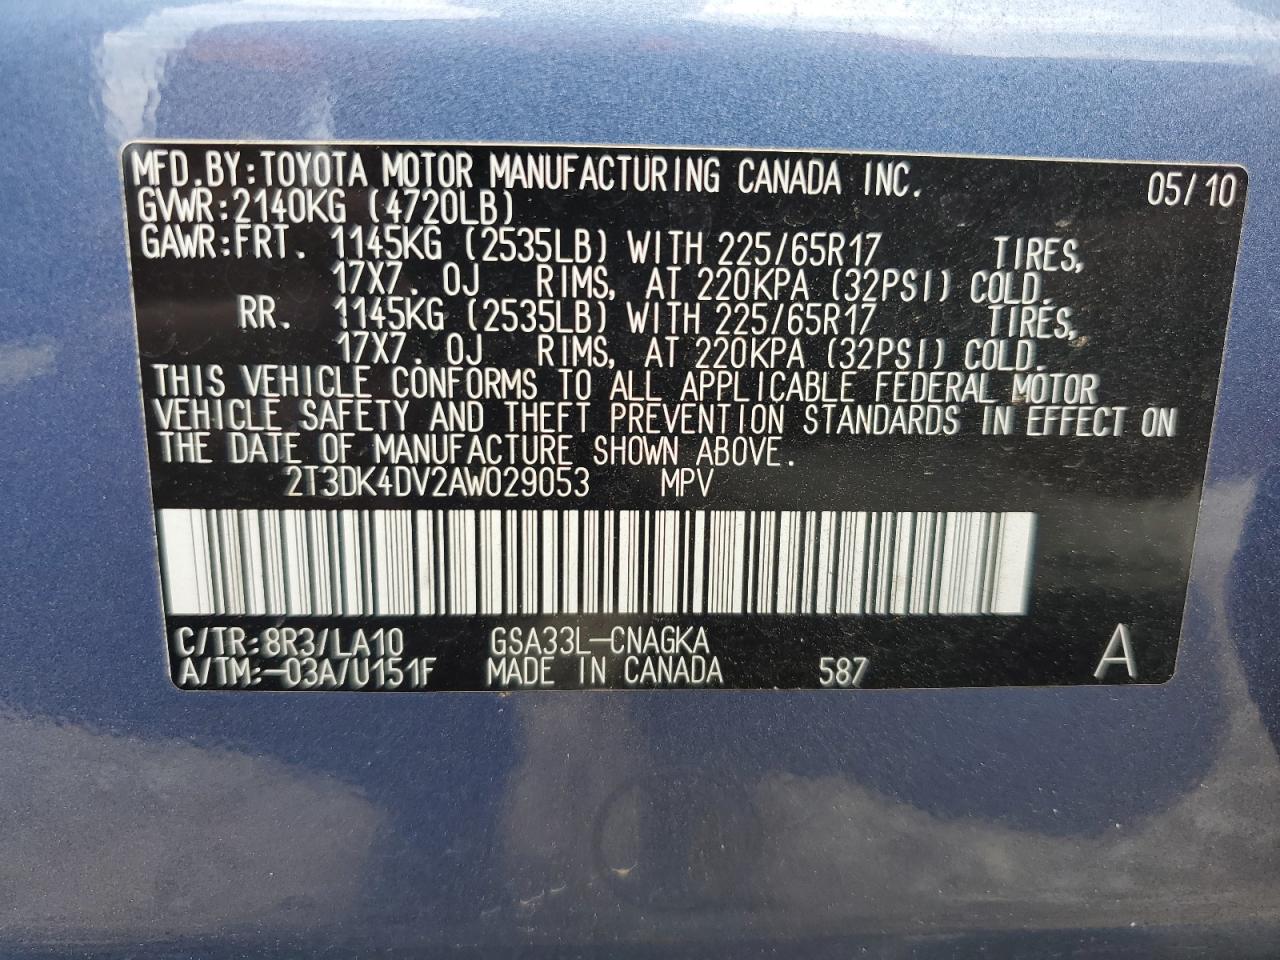 MFD.BY:TOYOTA MOTOR MANUFACTURING CANADA INC. 05/10
GVWR:2140KG (4720LB)
GAWR:FRT. 1145KG (2535LB) WITH 225/65R17 TIRES,
17X7.0J RIMS, AT 220KPA (32PSI) COLD.
RR. 1145KG (2535LB) WITH 225/65R17 TIRES,
17X7.0J RIMS, AT 220KPA (32PSI) COLD.
THIS VEHICLE CONFORMS TO ALL APPLICABLE FEDERAL MOTOR
VEHICLE SAFETY AND THEFT PREVENTION STANDARDS IN EFFECT ON
THE DATE OF MANUFACTURE SHOWN ABOVE.
2T3DK4DV2AW029053 MPV
C/TR:8R3/LA10 GSA33L-CNAGKA
A/TM:-03A/U151F MADE IN CANADA 587 A